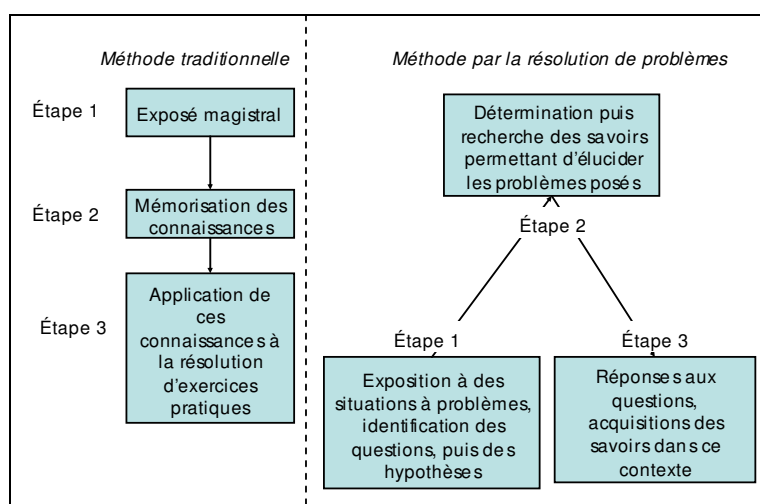 Méthode traditionnelle
Étape 1
Exposé magistral
Étape 2
Mémorisation des
connaissances
Étape 3
Application de
ces
connaissances à
la résolution
d'exercices
pratiques
Méthode par la résolution de problèmes
Détermination puis
recherche des savoirs
permettant d'élucider
les problèmes posés
Étape 2
Étape 1
Exposition à des
situations à problèmes,
identification des
questions, puis des
hypothèses
Étape 3
Réponses aux
questions,
acquisitions des
savoirs dans ce
contexte